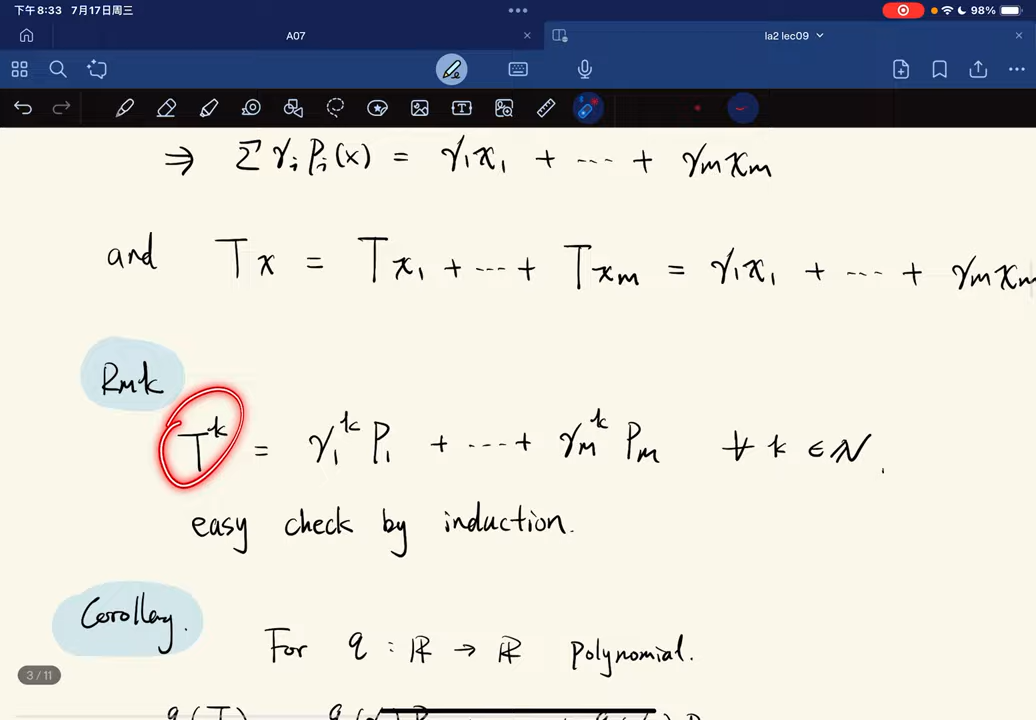 下午8:33 7月17日周三
98%
A07
la2 lec09
⇒ Σ γⱼ Pⱼ(x) = γ₁x₁ + ---- + γₘxₘ
and Tx = Tx₁ + ---- + Txₘ = γ₁x₁ + ---- + γₘxₘ
Rmk
Tᵏ = γ₁ᵏ P₁ + ---- + γₘᵏ Pₘ ∀ k ∈ ℕ.
easy check by induction.
Corollary.
For q : ℝ → ℝ polynomial.
3 / 11